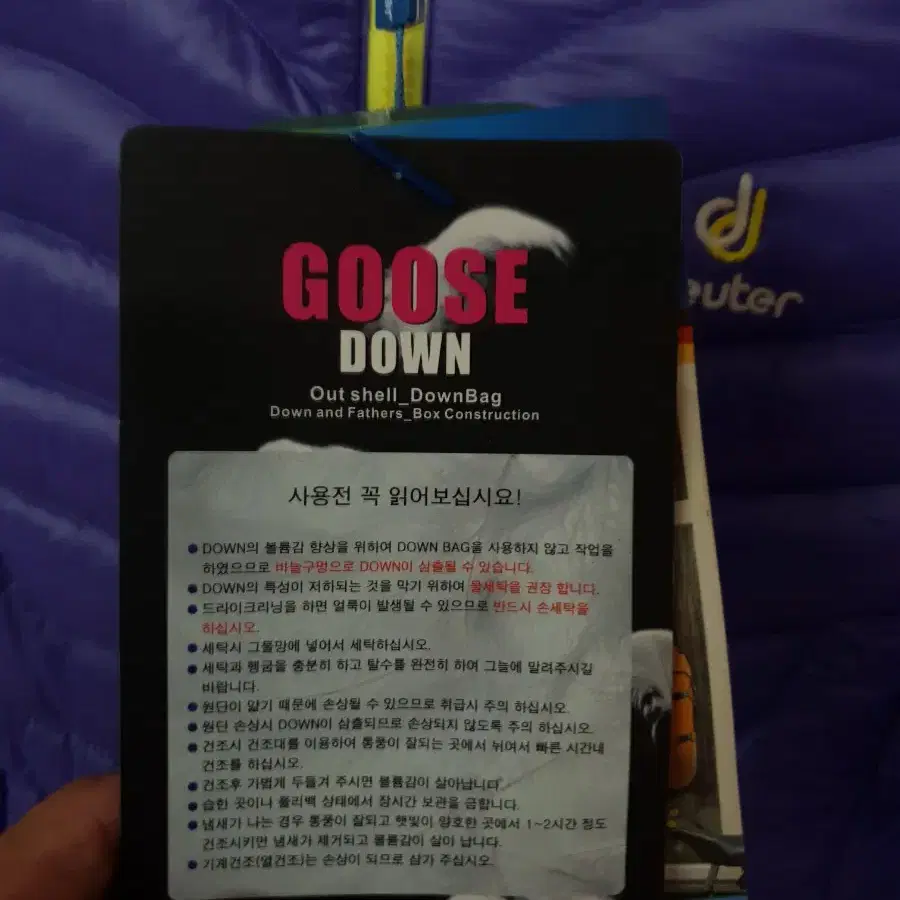 GOOSE
DOWN
Out shell_DownBag
Down and Fathers_Box Construction
euter
사용전 꼭 읽어보십시요!
DOWN의 볼륨감 향상을 위하여 DOWN BAG을 사용하지 않고 작업을
하였으므로 바늘구멍으로 DOWN이 삼출될 수 있습니다.
DOWN의 특성이 저하되는 것을 막기 위하여 물세탁을 권장 합니다.
드라이크리닝을 하면 얼룩이 발생될 수 있으므로 반드시 손세탁을
하십시오.
세탁시 그물망에 넣어서 세탁하십시오.
세탁과 헹굼을 충분히 하고 탈수를 완전히 하여 그늘에 말려주시길
바랍니다.
원단이 얇기 때문에 손상될 수 있으므로 취급시 주의 하십시오.
원단 손상시 DOWN이 삼출되므로 손상되지 않도록 주의 하십시오.
건조시 건조대를 이용하여 통풍이 잘되는 곳에서 뉘여서 빠른 시간내
건조를 하십시오.
건조후 가볍게 두들겨 주시면 볼륨감이 살아납니다.
습한 곳이나 폴리백 상태에서 장시간 보관을 금합니다.
냄새가 나는 경우 통풍이 잘되고 햇빛이 양호한 곳에서 1~2시간 정도
건조시키면 냄새가 제거되고 볼륨감이 살아 납니다.
기계건조(열건조)는 손상이 되므로 삼가 주십시오.